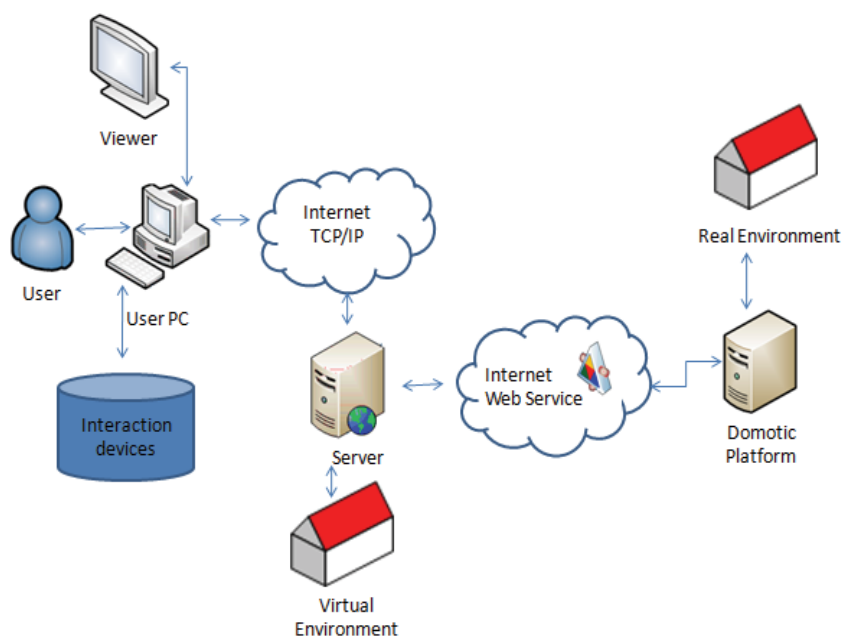 Viewer
Internet
TCP/IP
Real Environment
User
User PC
Internet
Web Service
Interaction
devices
Domotic
Platform
Server
Virtual
Environment